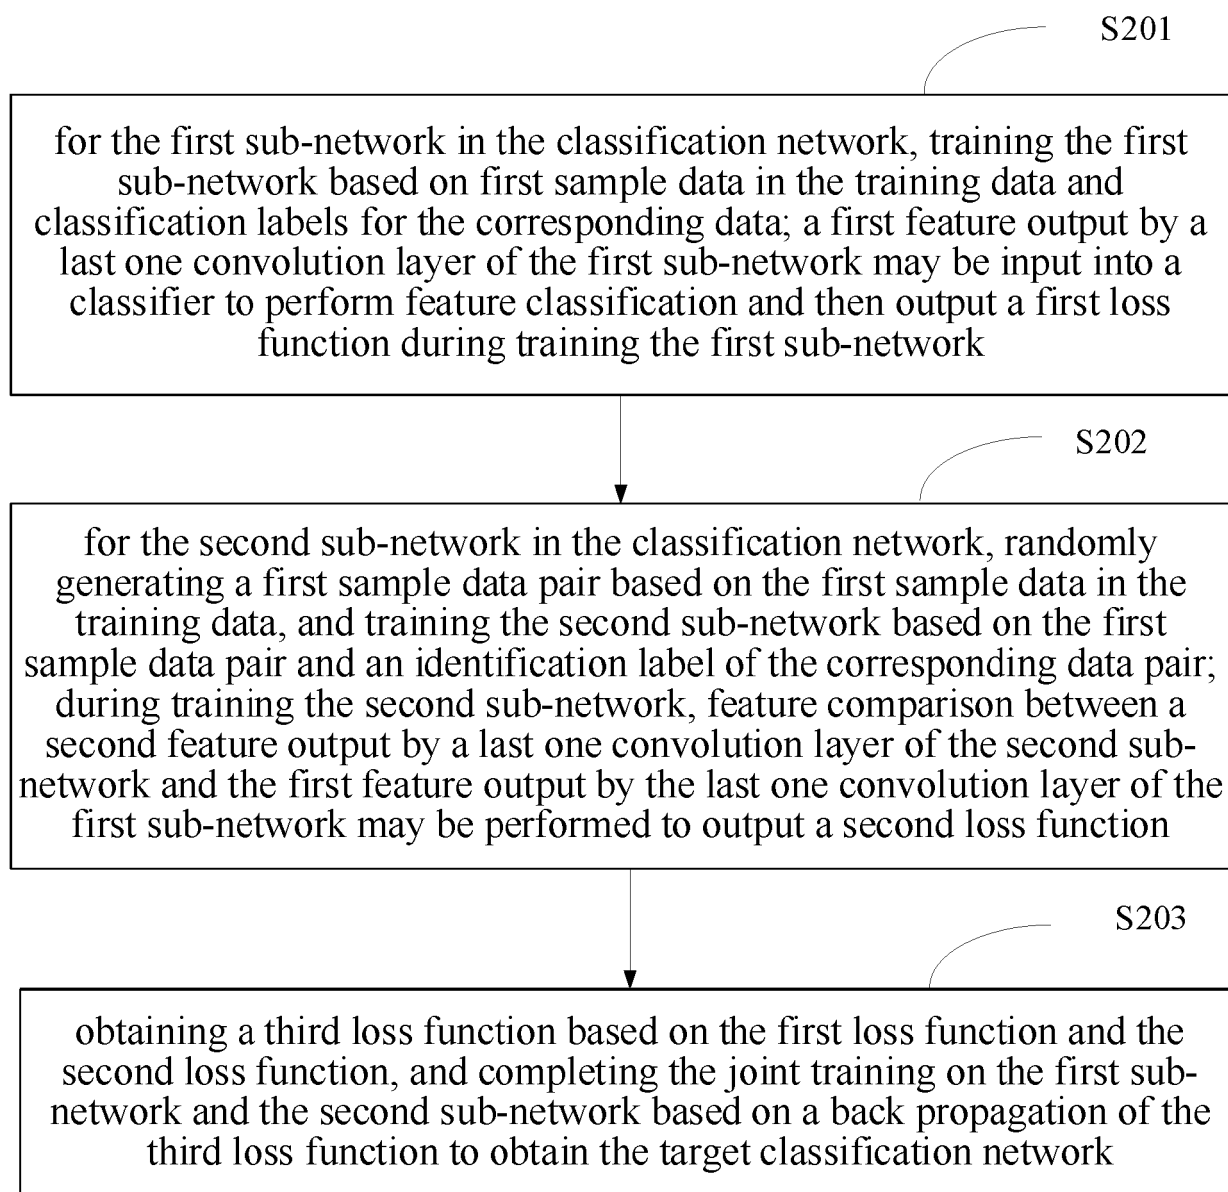 S201
for the first sub-network in the classification network, training the first
sub-network based on first sample data in the training data and
classification labels for the corresponding data; a first feature output by a
last one convolution layer of the first sub-network may be input into a
classifier to perform feature classification and then output a first loss
function during training the first sub-network
S202
for the second sub-network in the classification network, randomly
generating a first sample data pair based on the first sample data in the
training data, and training the second sub-network based on the first
sample data pair and an identification label of the corresponding data pair;
during training the second sub-network, feature comparison between a
second feature output by a last one convolution layer of the second sub-
network and the first feature output by the last one convolution layer of the
first sub-network may be performed to output a second loss function
S203
obtaining a third loss function based on the first loss function and the
second loss function, and completing the joint training on the first sub-
network and the second sub-network based on a back propagation of the
third loss function to obtain the target classification network